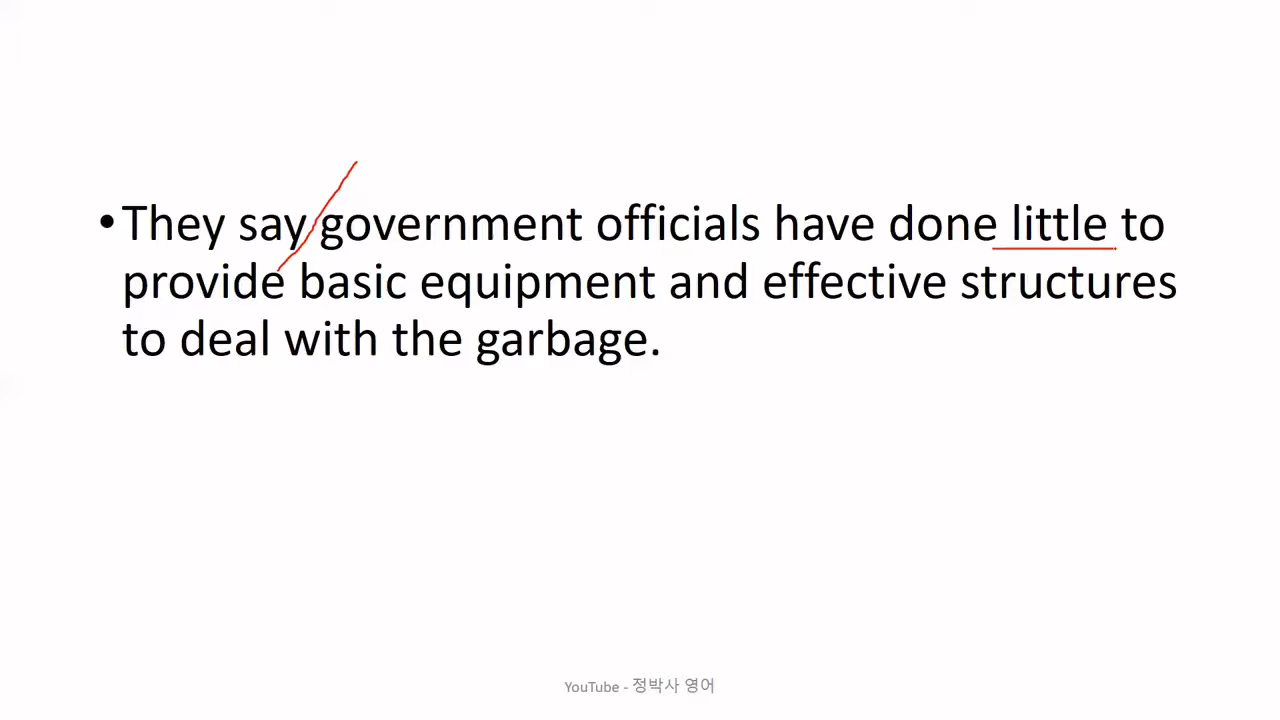 •They say government officials have done little to
provide basic equipment and effective structures
to deal with the garbage.
YouTube - 정박사 영어